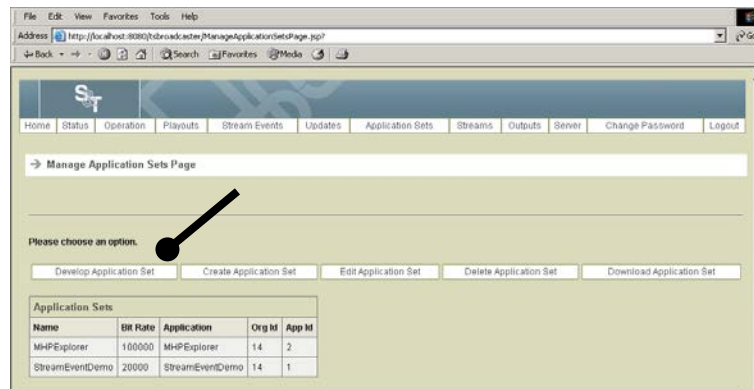 File Edit View Favorites Tools Help
Address http://localhost:8080/tsbroadcaster/ManageApplicationSetsPage.jsp?
Back Search Favorites Media
S T
Home Status Operation Playouts Stream Events Updates Application Sets Streams Outputs Server Change Password Logout
Manage Application Sets Page
Please choose an option.
Develop Application Set Create Application Set Edit Application Set Delete Application Set Download Application Set
Application Sets
Name Bit Rate Application Org Id App Id
MHPExplorer 100000 MHPExplorer 14 2
StreamEventDemo 20000 StreamEventDemo 14 1